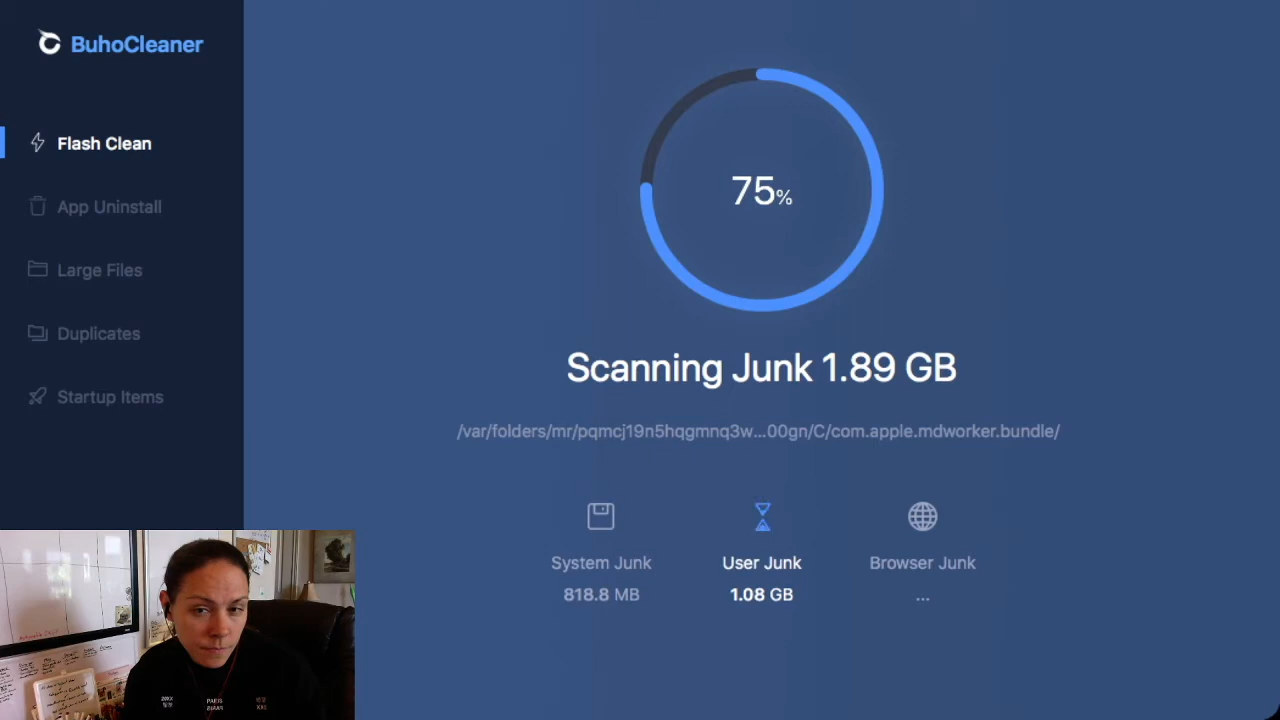 BuhoCleaner
Flash Clean
App Uninstall
Large Files
Duplicates
Startup Items
75%
Scanning Junk 1.89 GB
/var/folders/mr/pqmcj19n5hqgmnq3w...00gn/C/com.apple.mdworker.bundle/
System Junk
818.8 MB
User Junk
1.08 GB
Browser Junk
...
PARIS